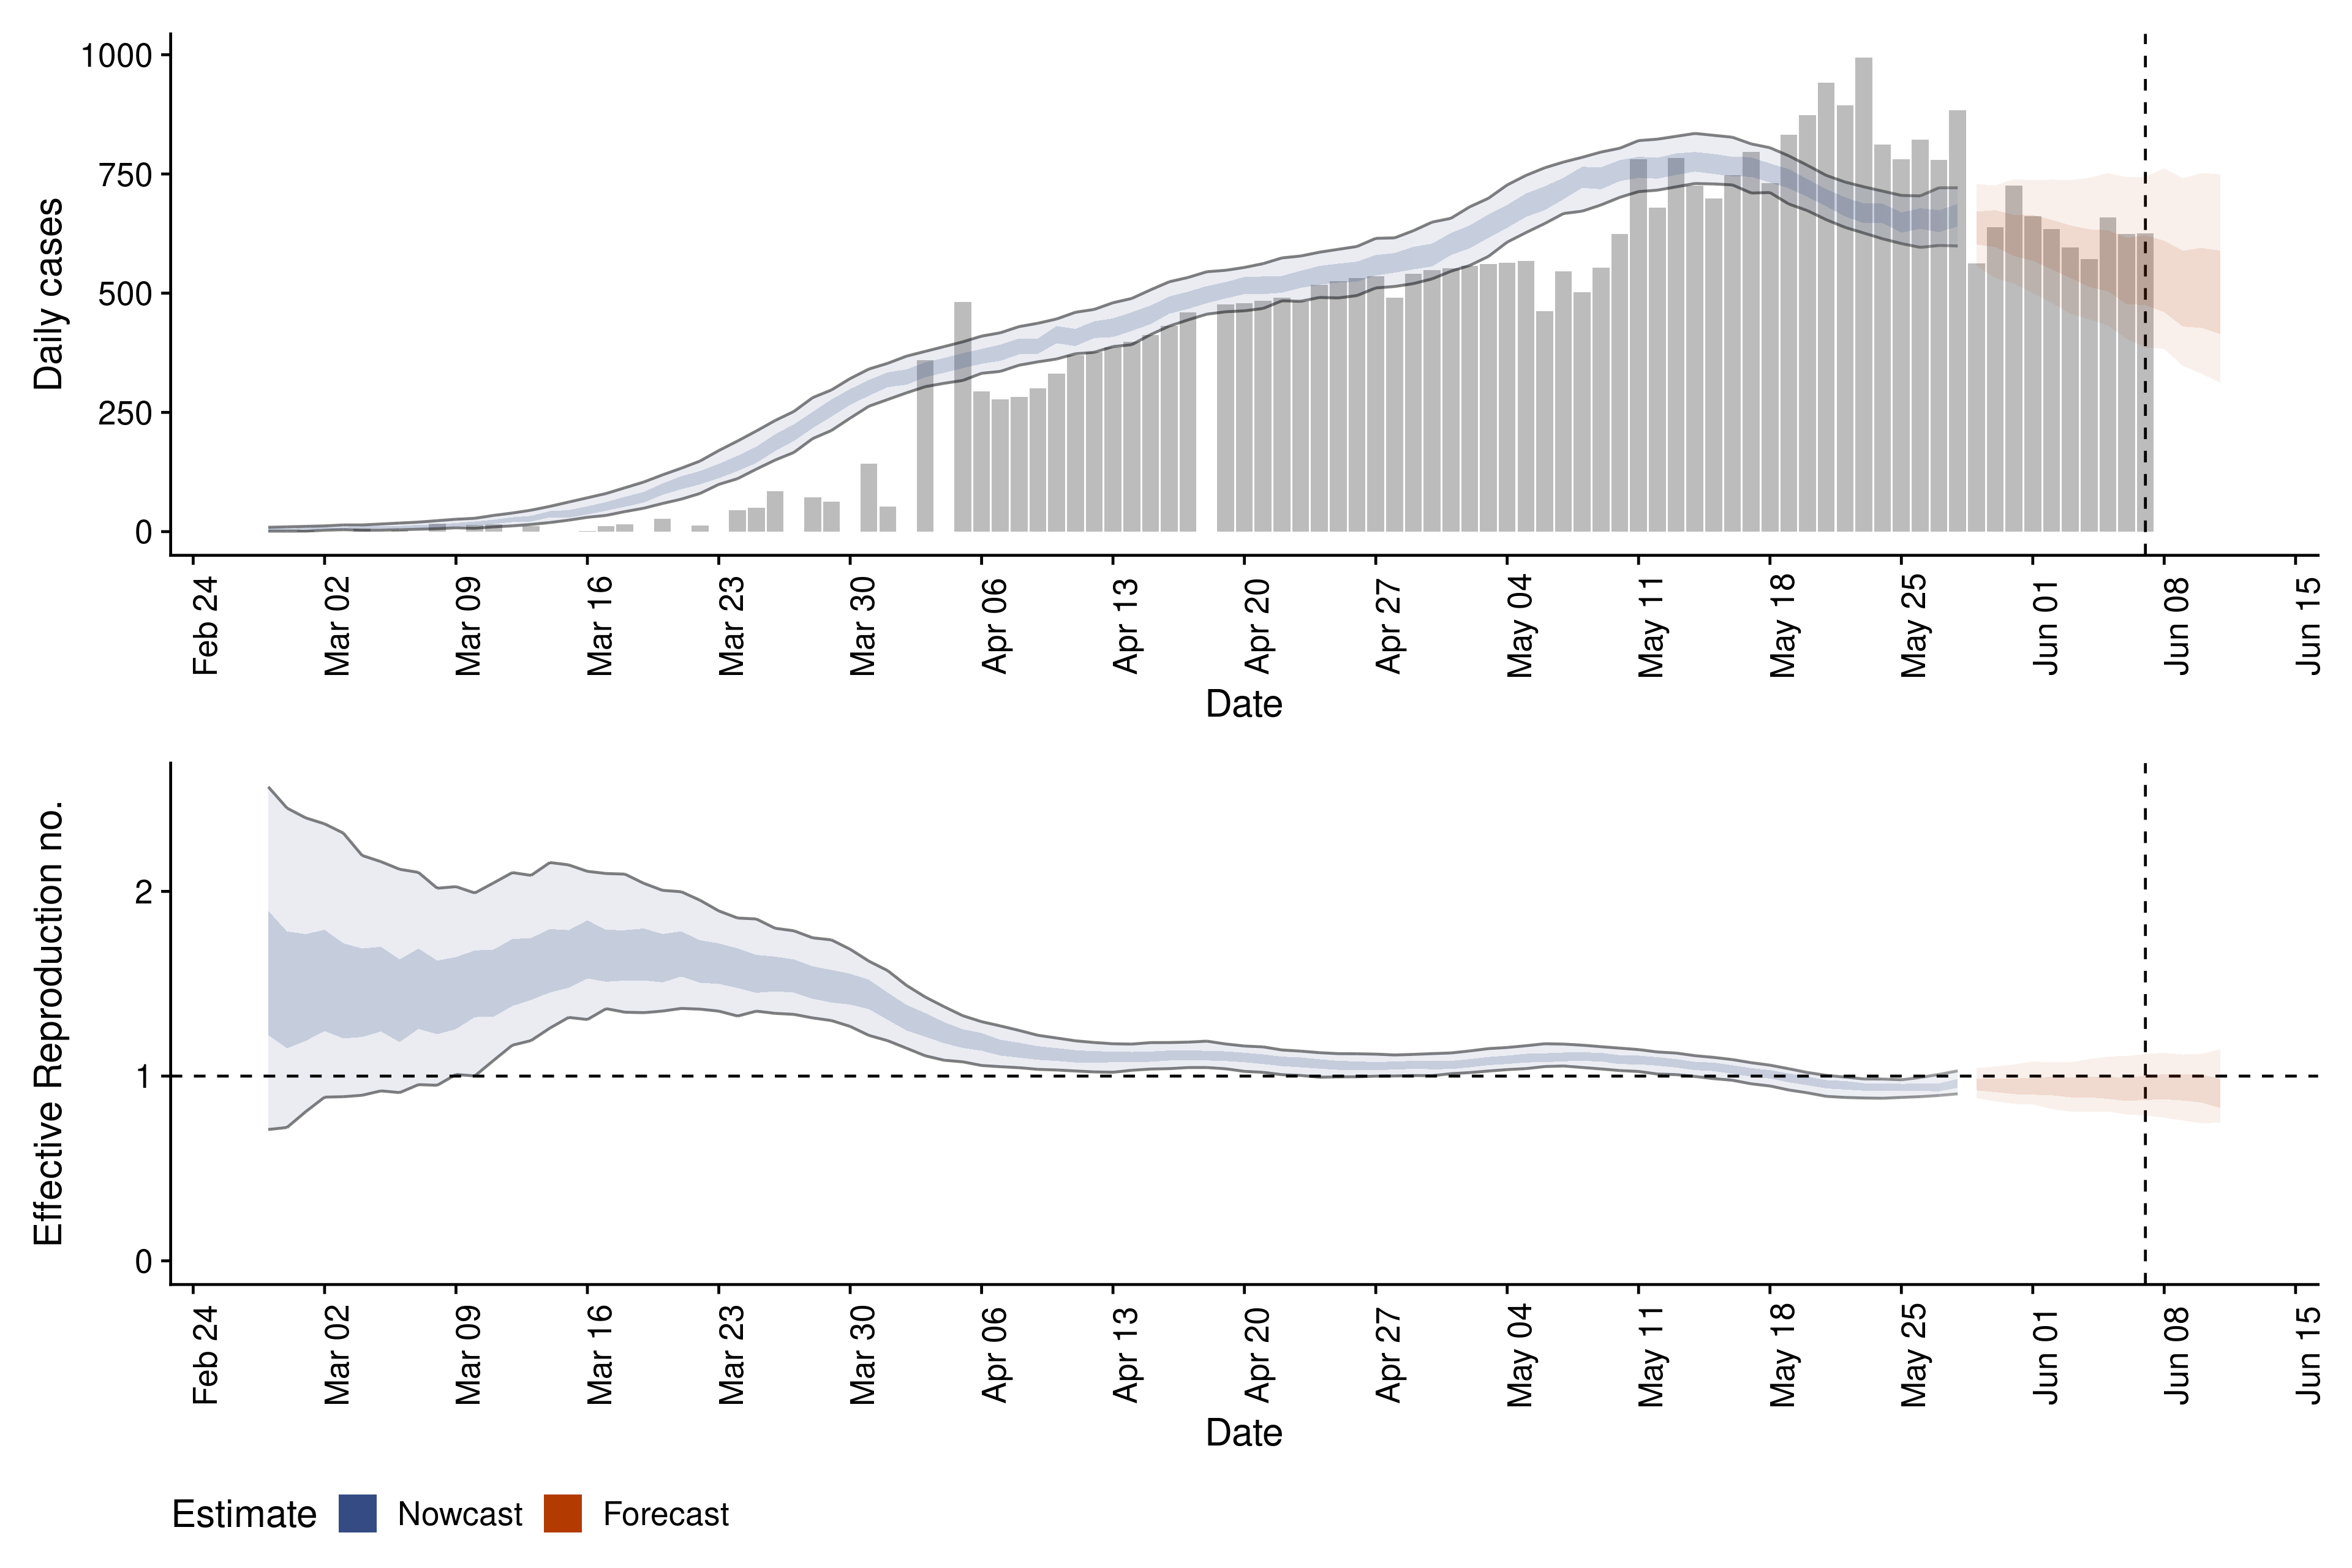 1000
750
500
250
0
Daily cases
Feb 24
Mar 02
Mar 09
Mar 16
Mar 23
Mar 30
Apr 06
Apr 13
Apr 20
Apr 27
May 04
May 11
May 18
May 25
Jun 01
Jun 08
Jun 15
Date
2
1
0
Effective Reproduction no.
Feb 24
Mar 02
Mar 09
Mar 16
Mar 23
Mar 30
Apr 06
Apr 13
Apr 20
Apr 27
May 04
May 11
May 18
May 25
Jun 01
Jun 08
Jun 15
Date
Estimate Nowcast Forecast